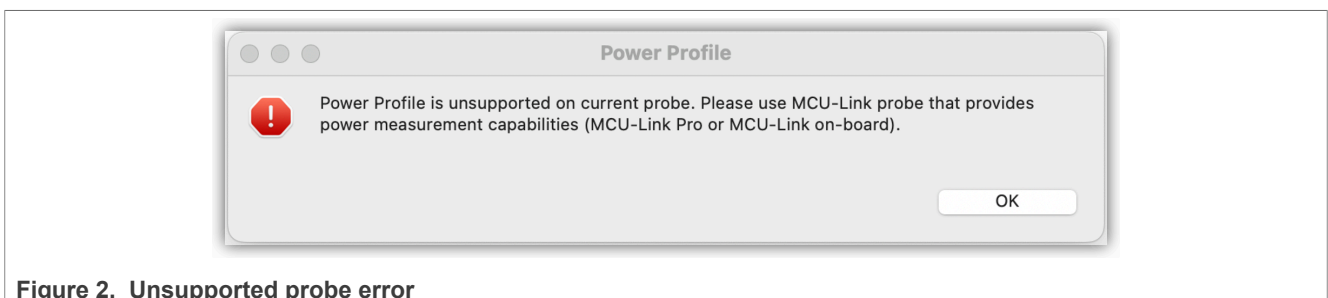 Power Profile
Power Profile is unsupported on current probe. Please use MCU-Link probe that provides
power measurement capabilities (MCU-Link Pro or MCU-Link on-board).
OK
Figure 2. Unsupported probe error